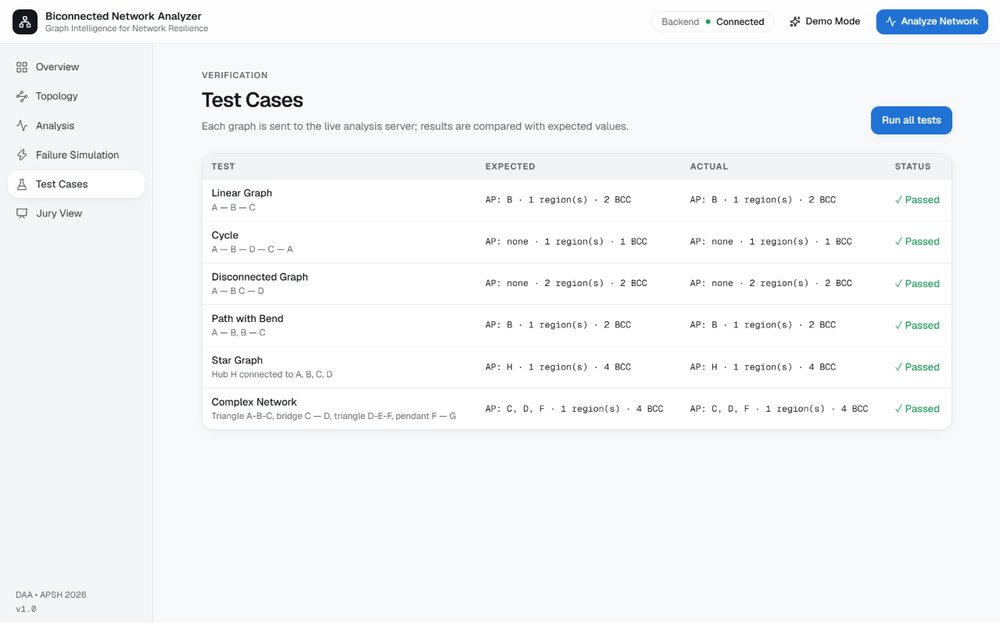 Biconnected Network Analyzer
Graph Intelligence for Network Resilience
Backend • Connected
Demo Mode
Analyze Network
Overview
Topology
Analysis
Failure Simulation
Test Cases
Jury View
DAA • APSH 2026
v1.0
VERIFICATION
Test Cases
Each graph is sent to the live analysis server; results are compared with expected values.
Run all tests
TEST EXPECTED ACTUAL STATUS
Linear Graph
A — B — C
AP: B · 1 region(s) · 2 BCC AP: B · 1 region(s) · 2 BCC ✓ Passed
Cycle
A — B — D — C — A
AP: none · 1 region(s) · 1 BCC AP: none · 1 region(s) · 1 BCC ✓ Passed
Disconnected Graph
A — B C — D
AP: none · 2 region(s) · 2 BCC AP: none · 2 region(s) · 2 BCC ✓ Passed
Path with Bend
A — B, B — C
AP: B · 1 region(s) · 2 BCC AP: B · 1 region(s) · 2 BCC ✓ Passed
Star Graph
Hub H connected to A, B, C, D
AP: H · 1 region(s) · 4 BCC AP: H · 1 region(s) · 4 BCC ✓ Passed
Complex Network
Triangle A-B-C, bridge C — D, triangle D-E-F, pendant F — G
AP: C, D, F · 1 region(s) · 4 BCC AP: C, D, F · 1 region(s) · 4 BCC ✓ Passed